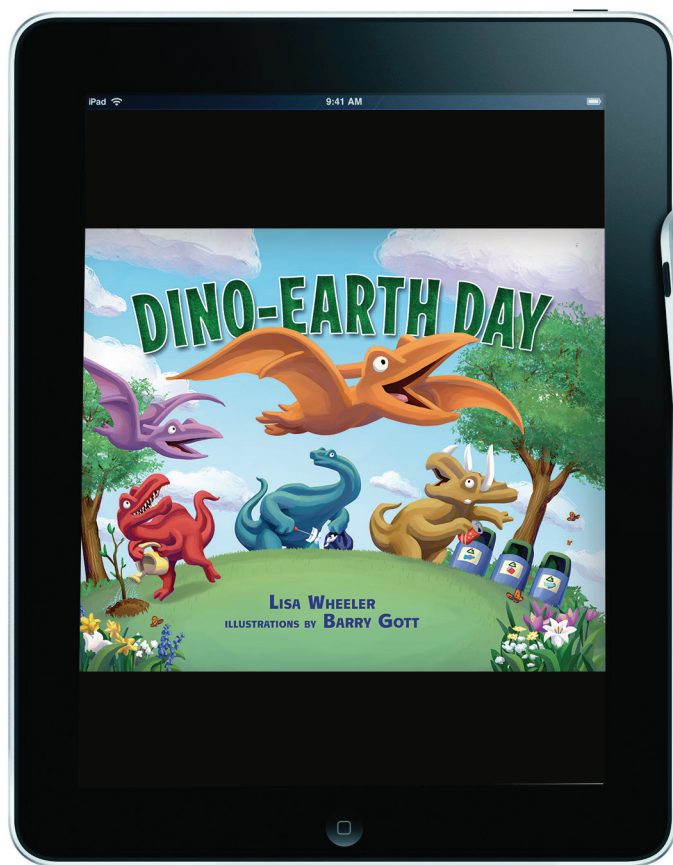 iPad 9:41 AM
DINO-EARTH DAY
LISA WHEELER
ILLUSTRATIONS BY BARRY GOTT